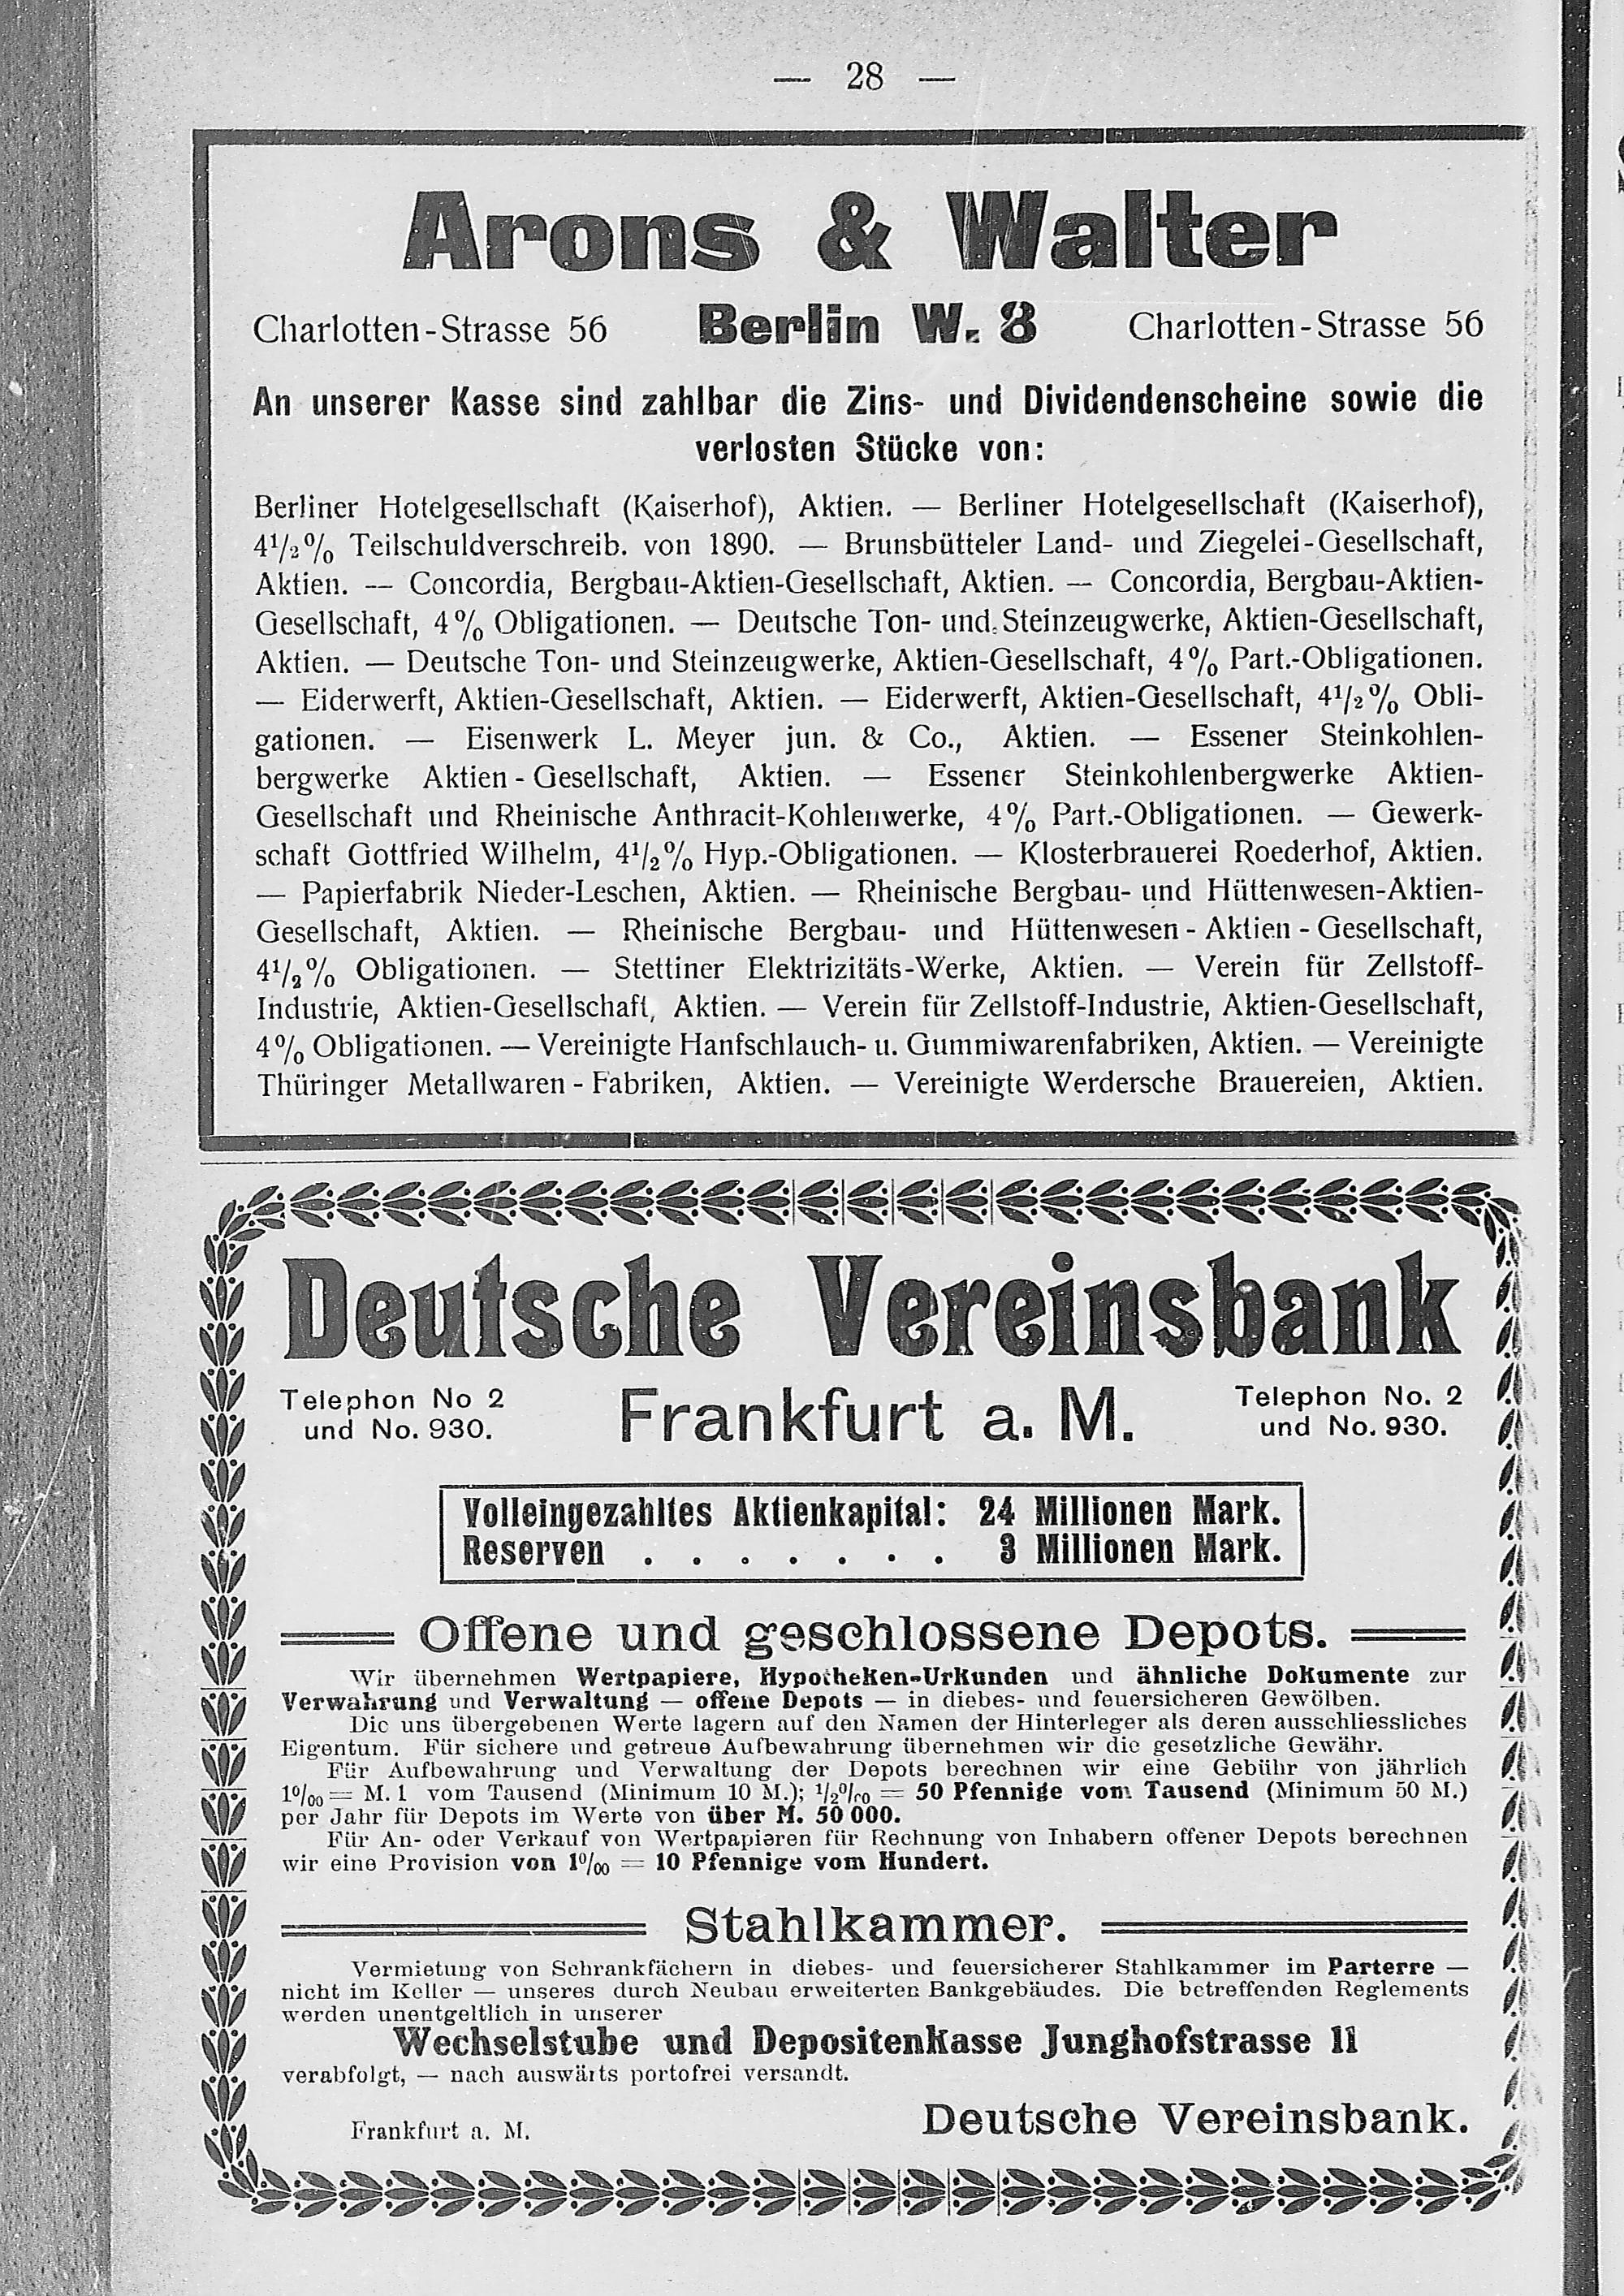 — 28 —
Arons & Walter
Charlotten-Strasse 56 Berlin W. 8 Charlotten-Strasse 56
An unserer Kasse sind zahlbar die Zins- und Dividendenscheine sowie die
verlosten Stücke von:
Berliner Hotelgesellschaft (Kaiserhof), Aktien. — Berliner Hotelgesellschaft (Kaiserhof),
4½% Teilschuldverschreib. von 1890. — Brunsbütteler Land- und Ziegelei-Gesellschaft,
Aktien. — Concordia, Bergbau-Aktien-Gesellschaft, Aktien. — Concordia, Bergbau-Aktien-
Gesellschaft, 4% Obligationen. — Deutsche Ton- und Steinzeugwerke, Aktien-Gesellschaft,
Aktien. — Deutsche Ton- und Steinzeugwerke, Aktien-Gesellschaft, 4% Part.-Obligationen.
— Eiderwerft, Aktien-Gesellschaft, Aktien. — Eiderwerft, Aktien-Gesellschaft, 4½% Obli-
gationen. — Eisenwerk L. Meyer jun. & Co., Aktien. — Essener Steinkohlen-
bergwerke Aktien-Gesellschaft, Aktien. — Essener Steinkohlenbergwerke Aktien-
Gesellschaft und Rheinische Anthracit-Kohlenwerke, 4% Part.-Obligationen. — Gewerk-
schaft Gottfried Wilhelm, 4½% Hyp.-Obligationen. — Klosterbrauerei Roederhof, Aktien.
— Papierfabrik Nieder-Leschen, Aktien. — Rheinische Bergbau- und Hüttenwesen-Aktien-
Gesellschaft, Aktien. — Rheinische Bergbau- und Hüttenwesen-Aktien-Gesellschaft,
4½% Obligationen. — Stettiner Elektrizitäts-Werke, Aktien. — Verein für Zellstoff-
Industrie, Aktien-Gesellschaft, Aktien. — Verein für Zellstoff-Industrie, Aktien-Gesellschaft,
4% Obligationen. — Vereinigte Hanfschlauch- u. Gummiwarenfabriken, Aktien. — Vereinigte
Thüringer Metallwaren-Fabriken, Aktien. — Vereinigte Werdersche Brauereien, Aktien.
Deutsche Vereinsbank
Telephon No 2 Frankfurt a. M. Telephon No. 2
und No. 930. und No. 930.
Volleingezahltes Aktienkapital: 24 Millionen Mark.
Reserven . . . . . . . 3 Millionen Mark.
Offene und geschlossene Depots.
Wir übernehmen Wertpapiere, Hypotheken-Urkunden und ähnliche Dokumente zur
Verwahrung und Verwaltung — offene Depots — in diebes- und feuersicheren Gewölben.
Die uns übergebenen Werte lagern auf den Namen der Hinterleger als deren ausschliessliches
Eigentum. Für sichere und getreue Aufbewahrung übernehmen wir die gesetzliche Gewähr.
Für Aufbewahrung und Verwaltung der Depots berechnen wir eine Gebühr von jährlich
1‰ = M. 1 vom Tausend (Minimum 10 M.); ½‰ = 50 Pfennige vom Tausend (Minimum 50 M.)
per Jahr für Depots im Werte von über M. 50 000.
Für An- oder Verkauf von Wertpapieren für Rechnung von Inhabern offener Depots berechnen
wir eine Provision von 1‰ = 10 Pfennige vom Hundert.
Stahlkammer.
Vermietung von Schrankfächern in diebes- und feuersicherer Stahlkammer im Parterre —
nicht im Keller — unseres durch Neubau erweiterten Bankgebäudes. Die betreffenden Reglements
werden unentgeltlich in unserer
Wechselstube und Depositenkasse Junghofstrasse 11
verabfolgt, — nach auswärts portofrei versandt.
Frankfurt a. M. Deutsche Vereinsbank.